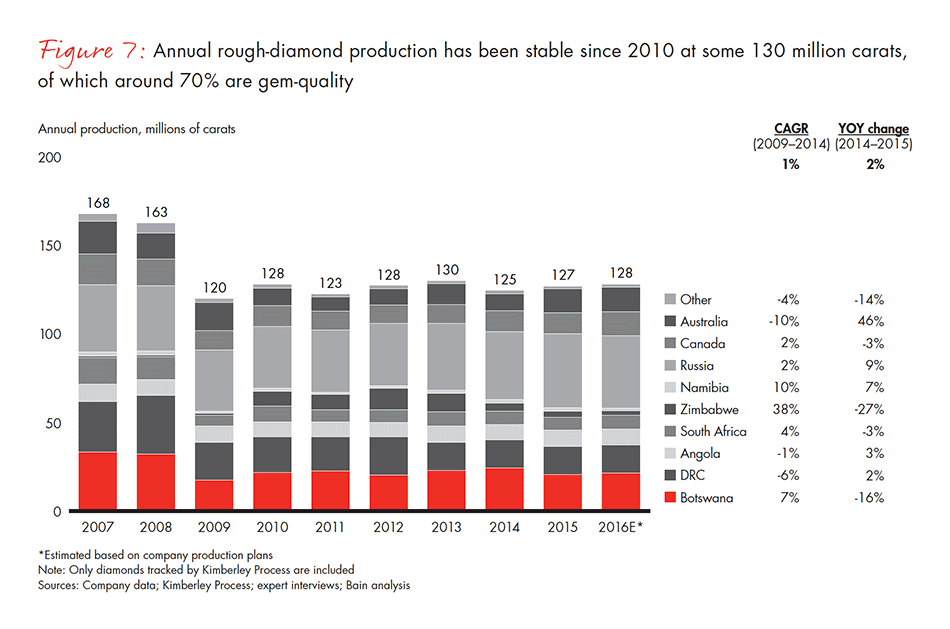 Figure 7: Annual rough-diamond production has been stable since 2010 at some 130 million carats,
of which around 70% are gem-quality
Annual production, millions of carats
CAGR YOY change
(2009–2014) (2014–2015)
1% 2%
200
150
100
50
0
168
163
120
128
123
128
130
125
127
128
Other -4% -14%
Australia -10% 46%
Canada 2% -3%
Russia 2% 9%
Namibia 10% 7%
Zimbabwe 38% -27%
South Africa 4% -3%
Angola -1% 3%
DRC -6% 2%
Botswana 7% -16%
2007 2008 2009 2010 2011 2012 2013 2014 2015 2016E*
*Estimated based on company production plans
Note: Only diamonds tracked by Kimberley Process are included
Sources: Company data; Kimberley Process; expert interviews; Bain analysis